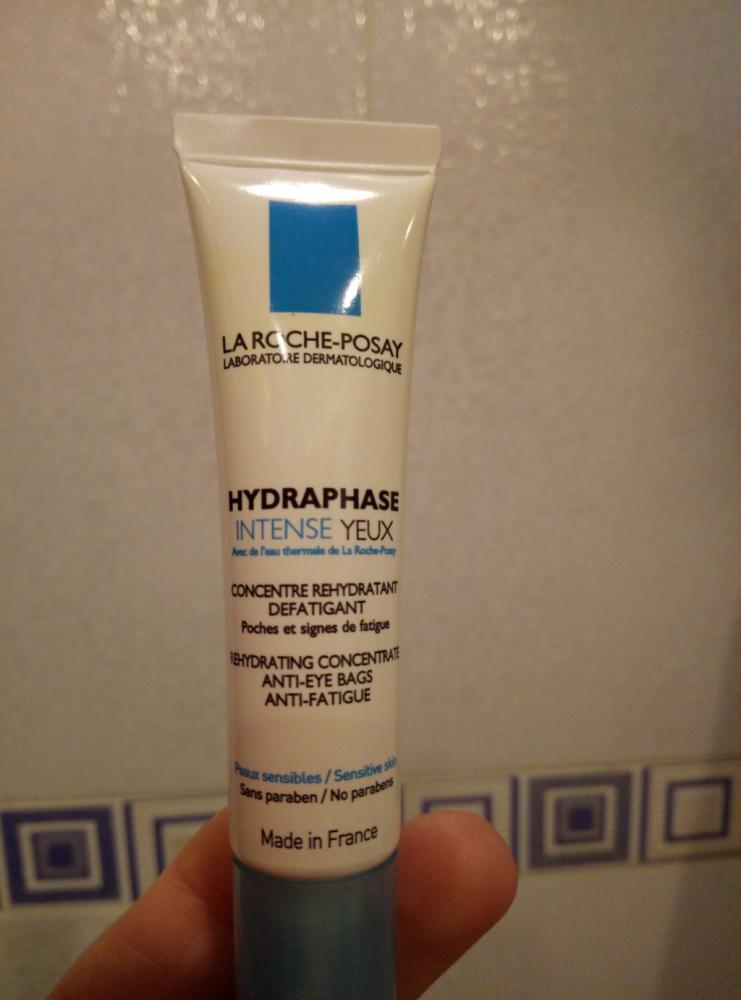 LA ROCHE-POSAY
LABORATOIRE DERMATOLOGIQUE
HYDRAPHASE
INTENSE YEUX
Avec de l'eau thermale de La Roche-Posay
CONCENTRE REHYDRATANT
DEFATIGANT
Poches et signes de fatigue
REHYDRATING CONCENTRATE
ANTI-EYE BAGS
ANTI-FATIGUE
Peaux sensibles / Sensitive skin
Sans paraben / No parabens
Made in France